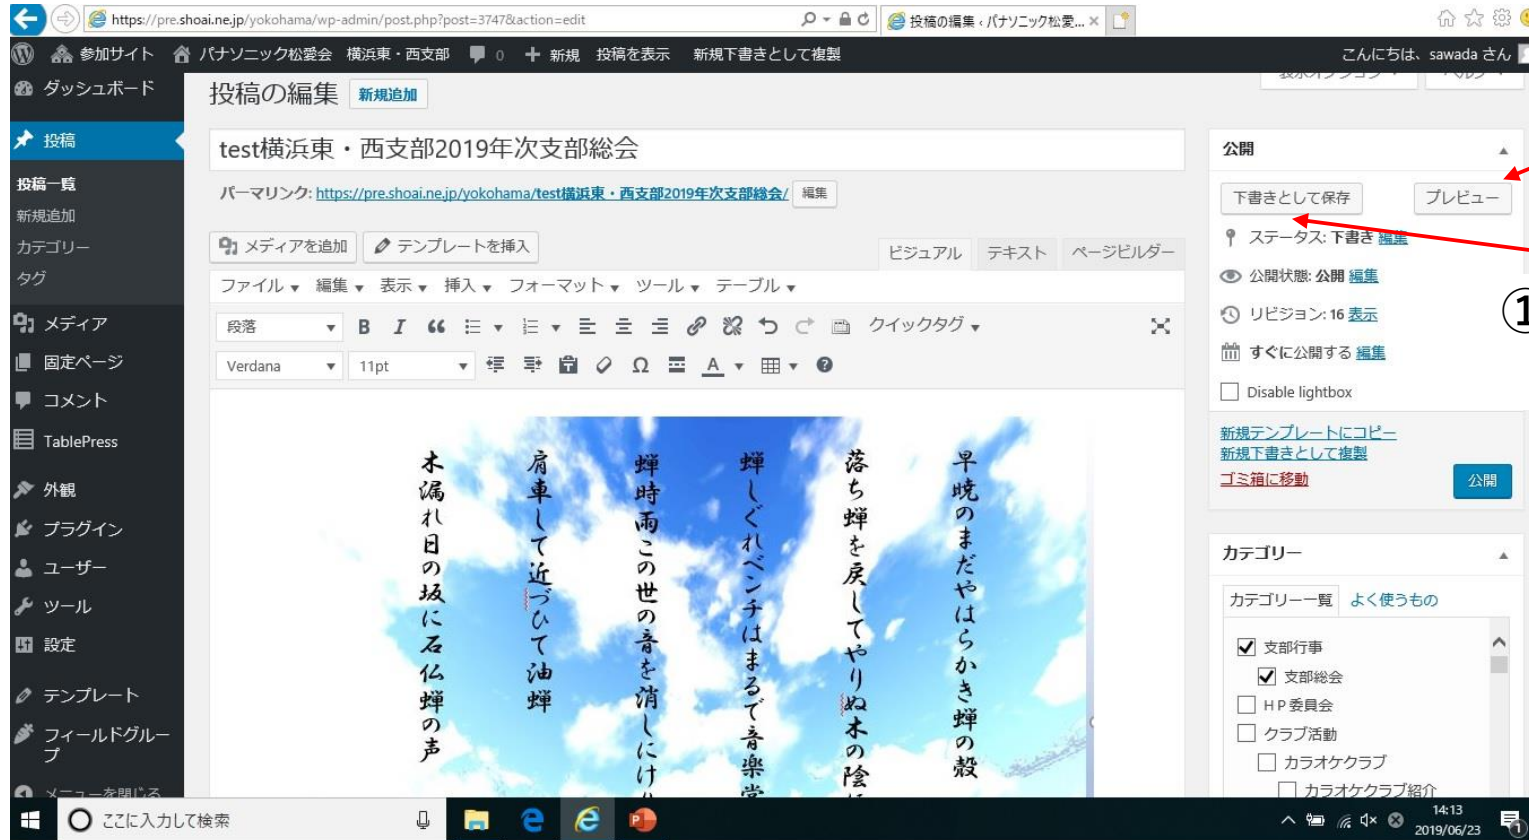 https://pre.shoai.ne.jp/yokohama/wp-admin/post.php?post=3747&action=edit
投稿の編集 ‹ パナソニック松愛... ×
参加サイト パナソニック松愛会 横浜東・西支部 0 新規 投稿を表示 新規下書きとして複製
こんにちは、sawada さん
ダッシュボード
投稿
投稿一覧
新規追加
カテゴリー
タグ
メディア
固定ページ
コメント
TablePress
外観
プラグイン
ユーザー
ツール
設定
テンプレート
フィールドグルー
プ
メニューを閉じる
投稿の編集 新規追加
表示オプション ヘルプ
test横浜東・西支部2019年次支部総会
パーマリンク: https://pre.shoai.ne.jp/yokohama/test横浜東・西支部2019年次支部総会/ 編集
メディアを追加 テンプレートを挿入
ビジュアル テキスト ページビルダー
ファイル 編集 表示 挿入 フォーマット ツール テーブル
段落 B I クイックタグ
Verdana 11pt Ω A
早暁のまだやはらかき蝉の殻
落ち蝉を戻してやりぬ木の陰
蝉しぐれベンチはまるで音楽堂
蝉時雨この世の音を消しにけ
肩車して近づひて油蝉
木漏れ日の坂に石仏蝉の声
公開
下書きとして保存 プレビュー
ステータス: 下書き 編集
公開状態: 公開 編集
リビジョン: 16 表示
すぐに公開する 編集
Disable lightbox
新規テンプレートにコピー
新規下書きとして複製
ゴミ箱に移動
公開
カテゴリー
カテゴリー一覧 よく使うもの
支部行事
支部総会
ＨＰ委員会
クラブ活動
カラオケクラブ
カラオケクラブ紹介
①
ここに入力して検索
14:13
2019/06/23
1